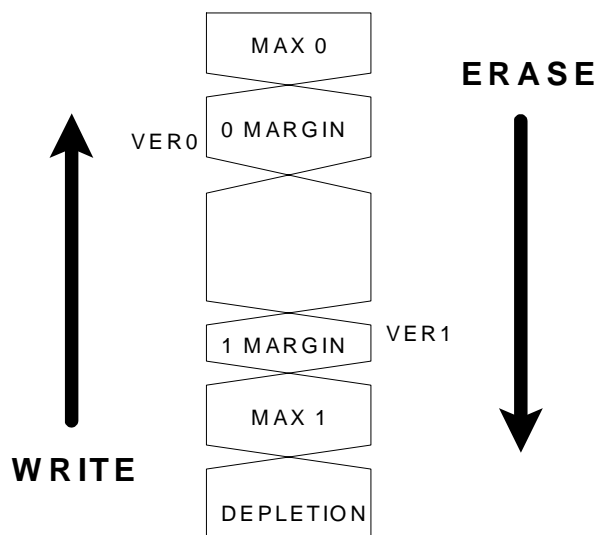 MAX 0
ERASE
VER0
0 MARGIN
1 MARGIN
VER1
MAX 1
WRITE
DEPLETION